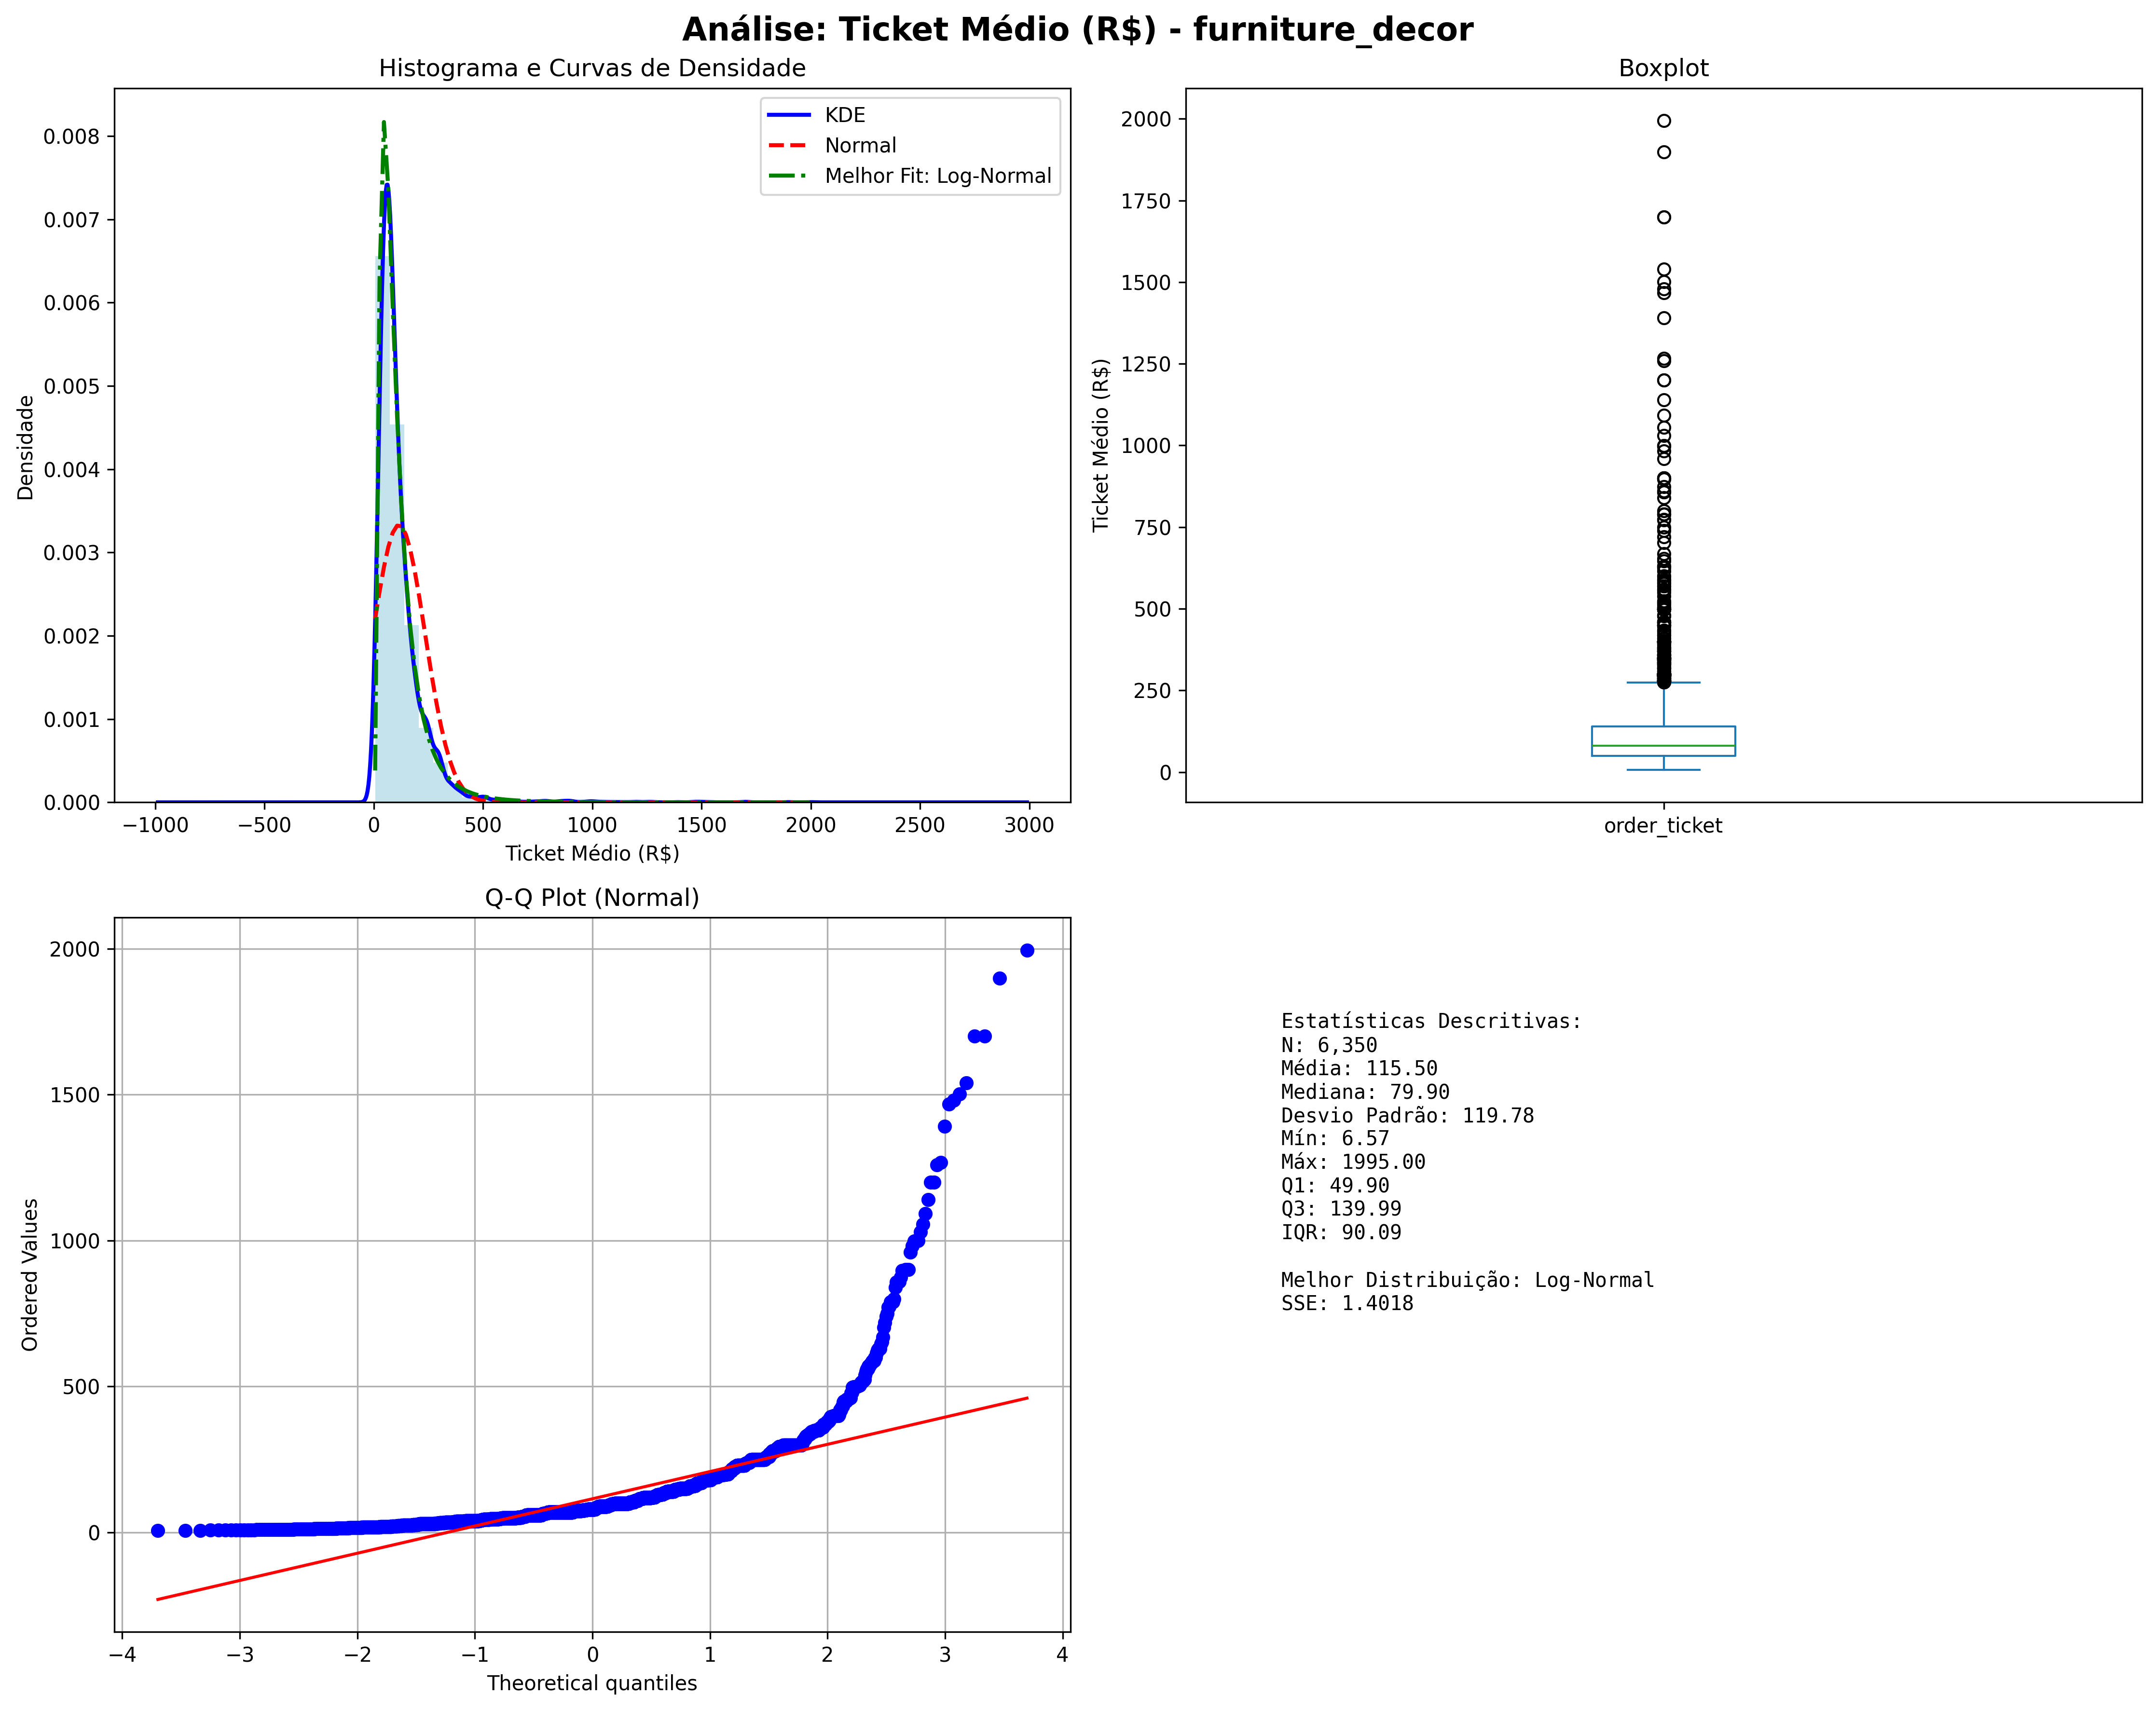 Análise: Ticket Médio (R$) - furniture_decor
Histograma e Curvas de Densidade
KDE
Normal
Melhor Fit: Log-Normal
0.008
0.007
0.006
0.005
0.004
0.003
0.002
0.001
0.000
Densidade
−1000 −500 0 500 1000 1500 2000 2500 3000
Ticket Médio (R$)
Boxplot
2000
1750
1500
1250
1000
750
500
250
0
Ticket Médio (R$)
order_ticket
Q-Q Plot (Normal)
2000
1500
1000
500
0
Ordered Values
−4 −3 −2 −1 0 1 2 3 4
Theoretical quantiles
Estatísticas Descritivas:
N: 6,350
Média: 115.50
Mediana: 79.90
Desvio Padrão: 119.78
Mín: 6.57
Máx: 1995.00
Q1: 49.90
Q3: 139.99
IQR: 90.09
Melhor Distribuição: Log-Normal
SSE: 1.4018